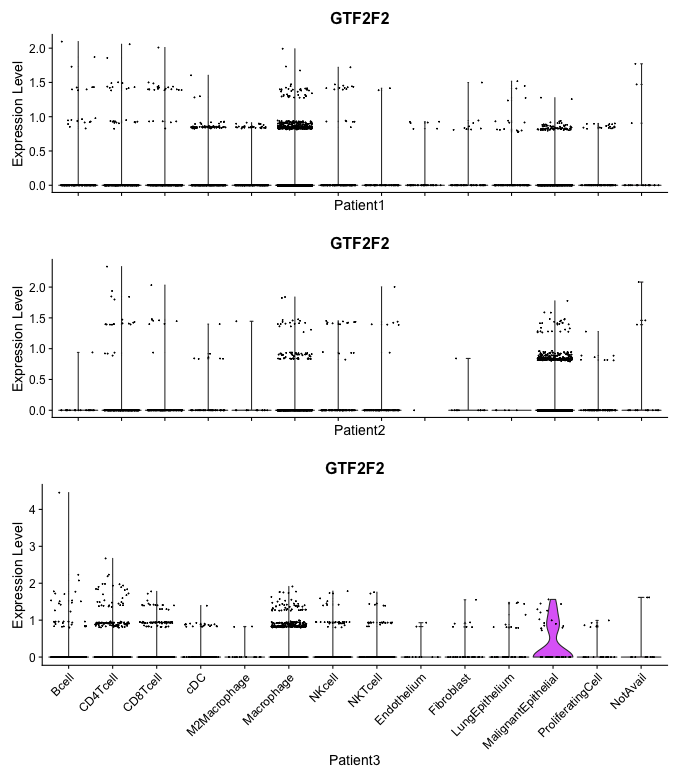 GTF2F2
Expression Level
2.0
1.5
1.0
0.5
0.0
Patient1
GTF2F2
Expression Level
2.0
1.5
1.0
0.5
0.0
Patient2
GTF2F2
Expression Level
4
3
2
1
0
Bcell
CD4Tcell
CD8Tcell
cDC
M2Macrophage
Macrophage
NKcell
NKTcell
Endothelium
Fibroblast
LungEpithelium
MalignantEpithelial
ProliferatingCell
NotAvail
Patient3